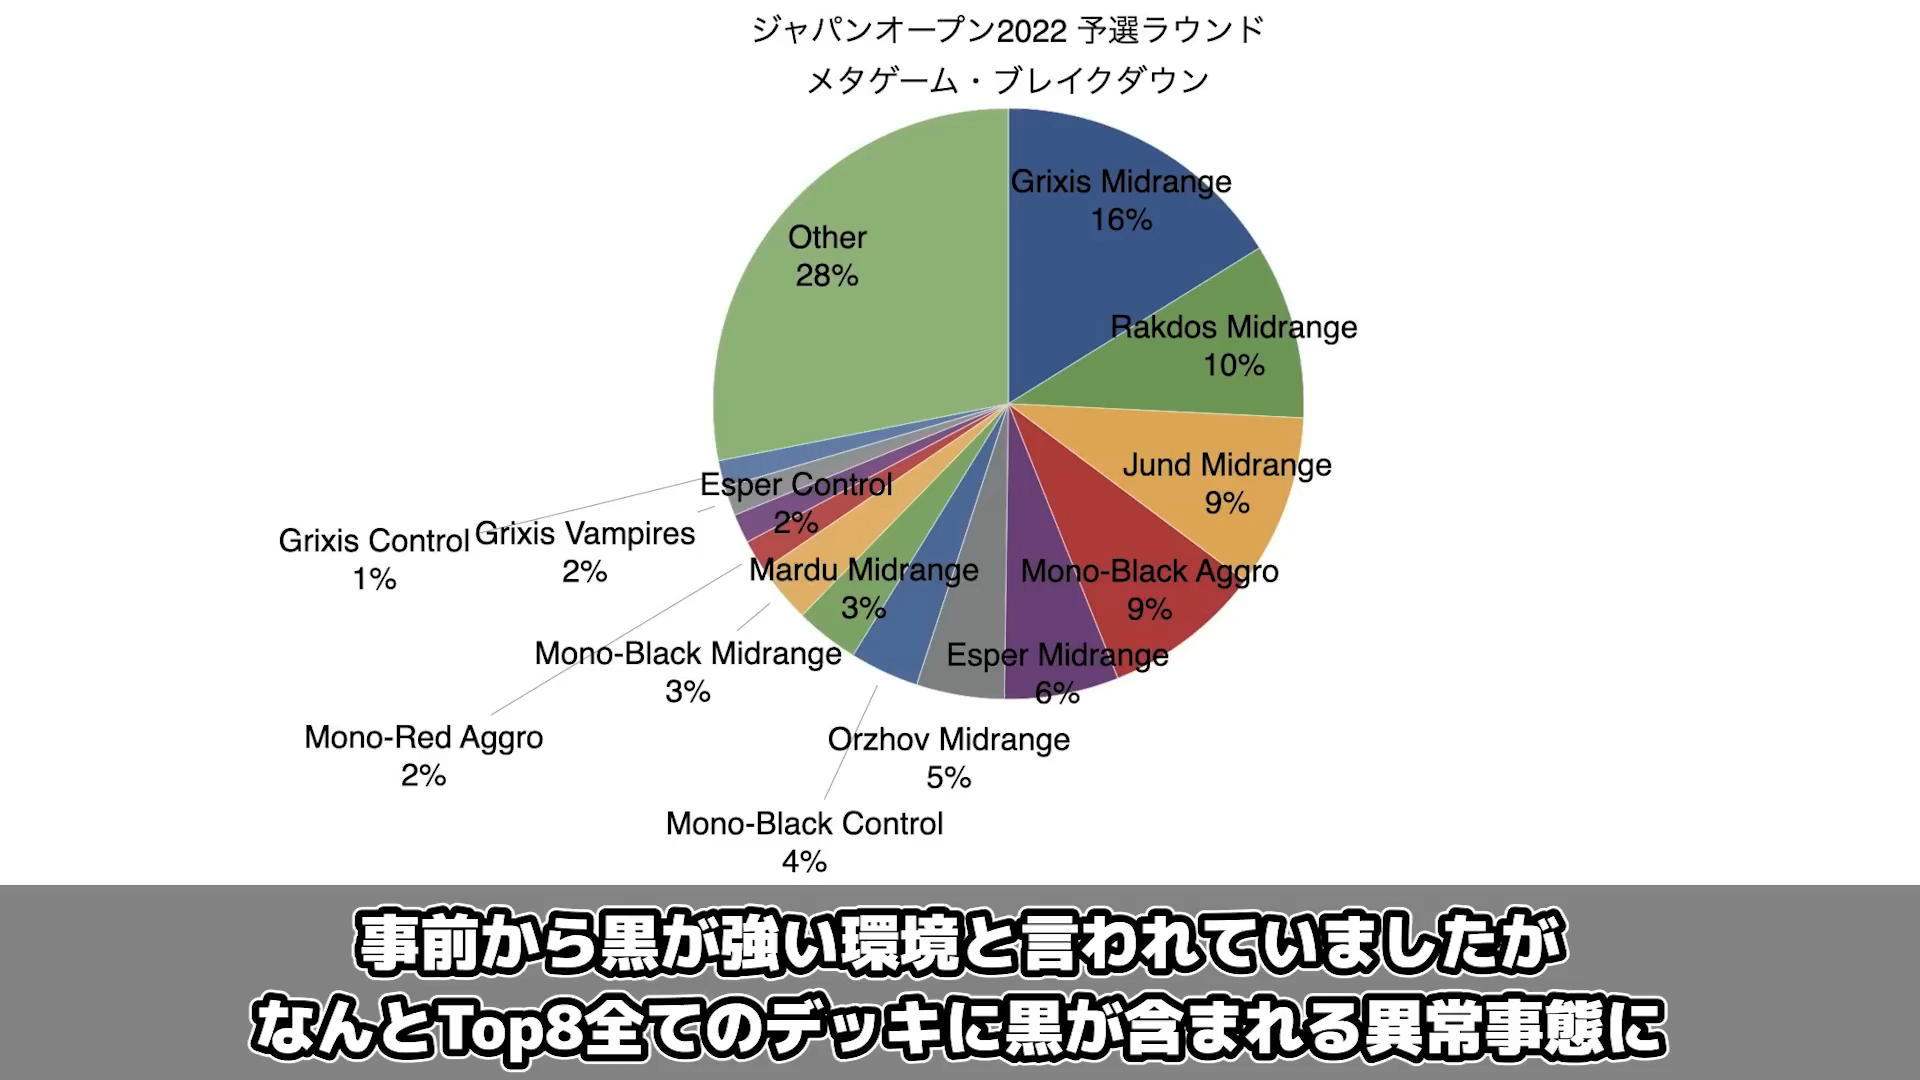 ジャパンオープン2022 予選ラウンド
メタゲーム・ブレイクダウン
Grixis Midrange
16%
Other
28%
Rakdos Midrange
10%
Jund Midrange
9%
Esper Control
2%
Grixis Control
1%
Grixis Vampires
2%
Mardu Midrange
3%
Mono-Black Aggro
9%
Mono-Black Midrange
3%
Esper Midrange
6%
Mono-Red Aggro
2%
Orzhov Midrange
5%
Mono-Black Control
4%
事前から黒が強い環境と言われていましたが
なんとTop8全てのデッキに黒が含まれる異常事態に